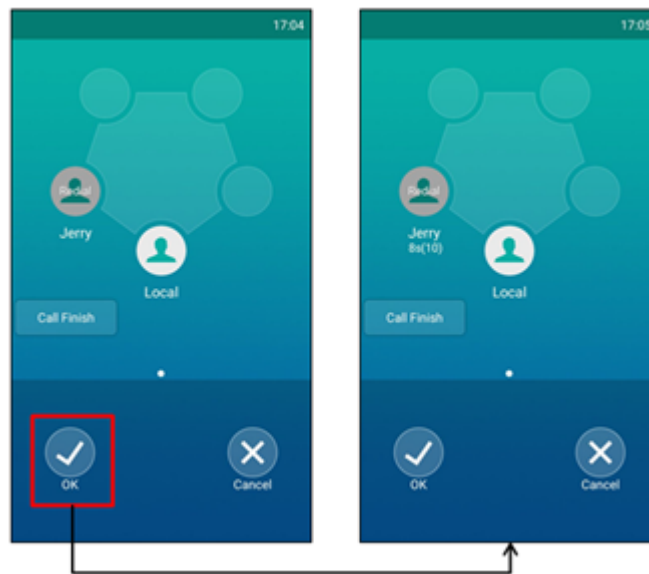 17:04
Redial
Jerry
Local
Call Finish
OK
Cancel
17:05
Redial
Jerry
8s(10)
Local
Call Finish
OK
Cancel